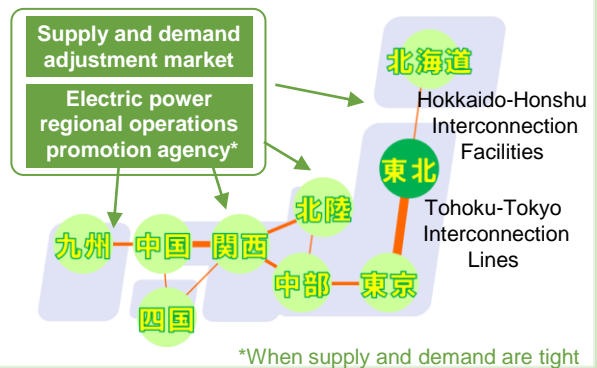 Supply and demand
adjustment market
Electric power
regional operations
promotion agency*
北海道
Hokkaido-Honshu
Interconnection
Facilities
東北
北陸
Tohoku-Tokyo
Interconnection
Lines
九州
中国
関西
中部
東京
四国
*When supply and demand are tight